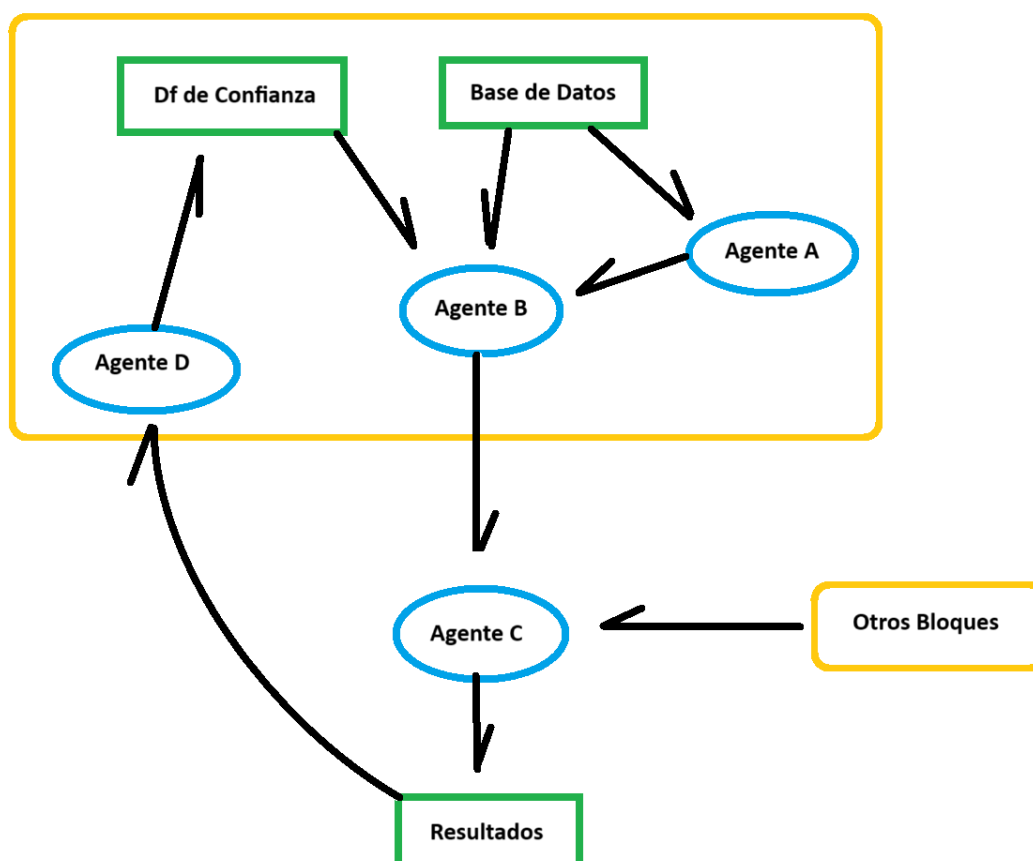 Df de Confianza
Base de Datos
Agente A
Agente B
Agente D
Agente C
Otros Bloques
Resultados